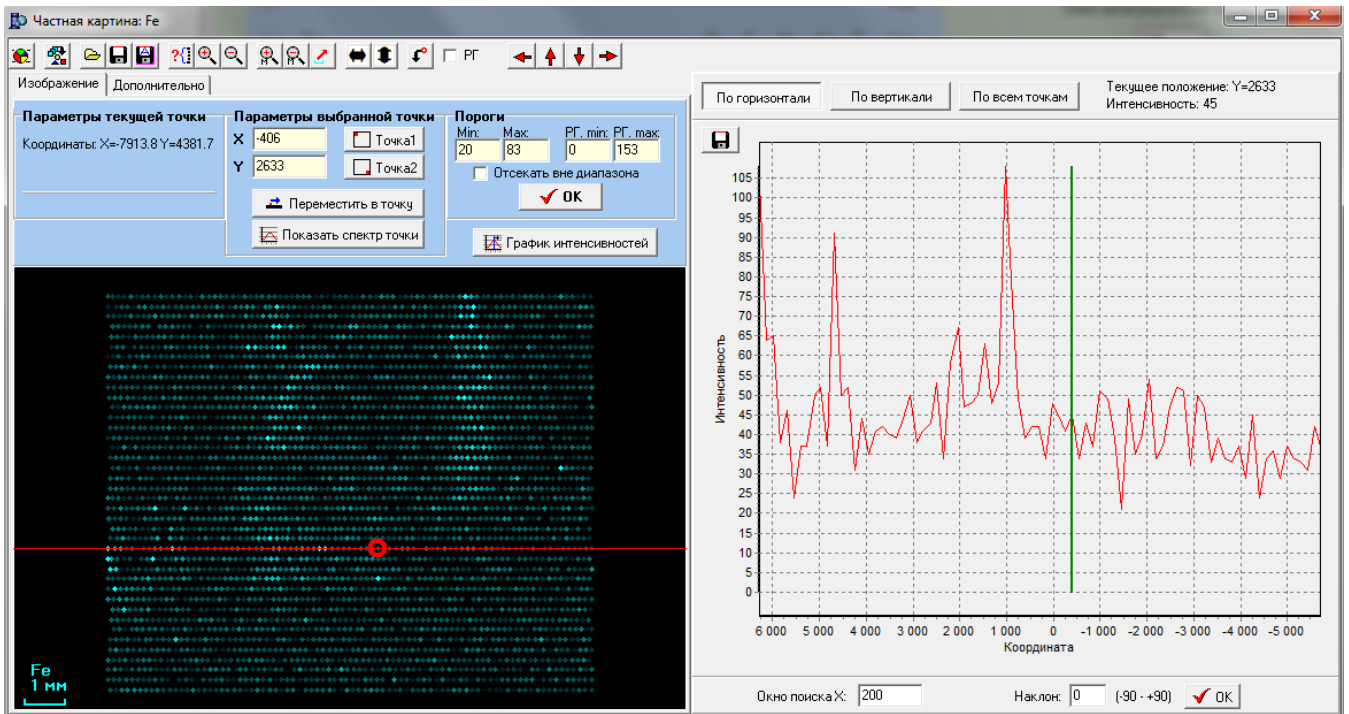 Частная картина: Fe
РГ
Изображение Дополнительно
Параметры текущей точки
Координаты: X=-7913.8 Y=4381.7
Параметры выбранной точки
X -406 Точка1
Y 2633 Точка2
Переместить в точку
Показать спектр точки
Пороги
Min: Max: РГ. min: РГ. max:
20 83 0 153
Отсекать вне диапазона
OK
График интенсивностей
Fe
1 мм
По горизонтали По вертикали По всем точкам
Текущее положение: Y=2633
Интенсивность: 45
Интенсивность
105
100
95
90
85
80
75
70
65
60
55
50
45
40
35
30
25
20
15
10
5
0
6 000 5 000 4 000 3 000 2 000 1 000 0 -1 000 -2 000 -3 000 -4 000 -5 000
Координата
Окно поиска X: 200 Наклон: 0 (-90 - +90) OK